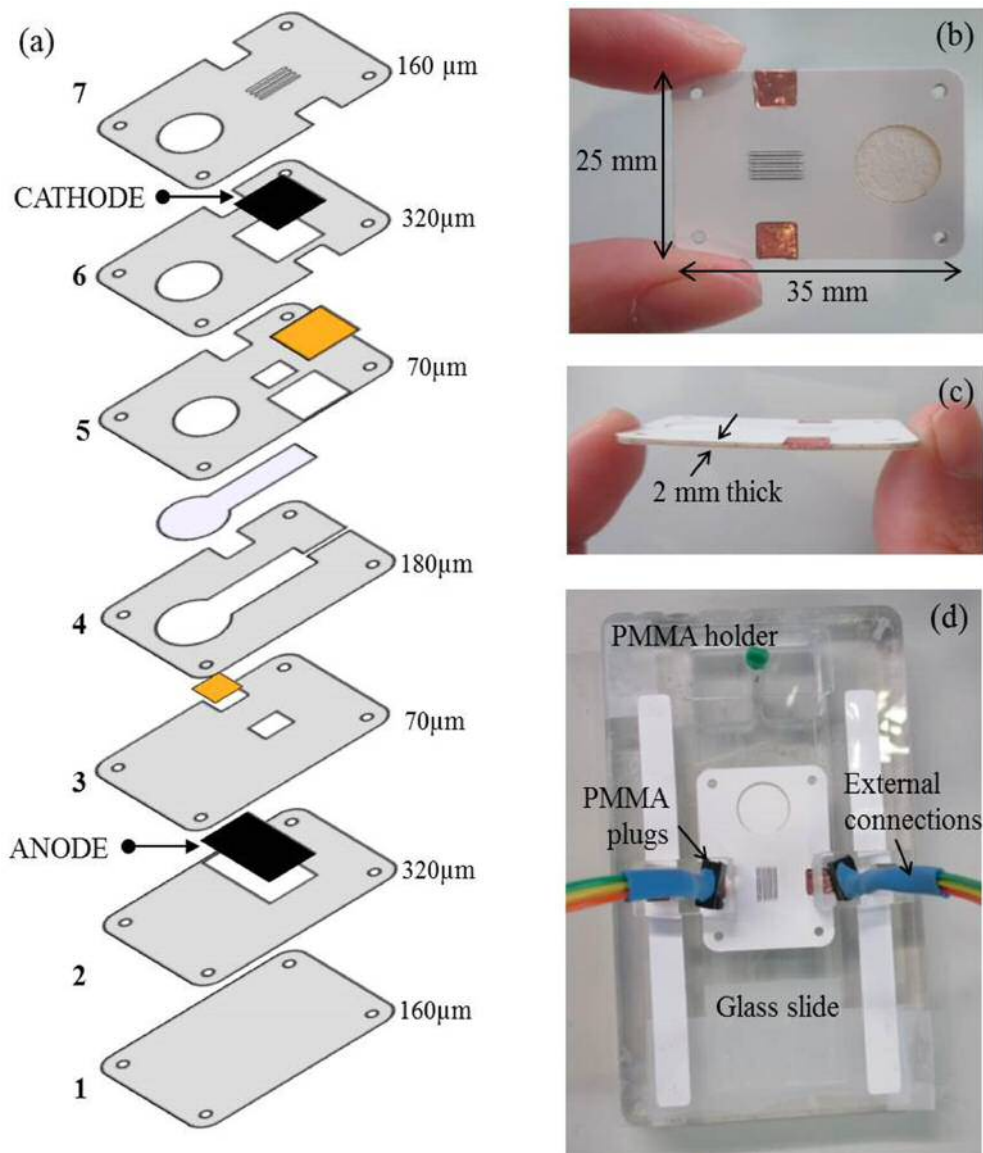 (a)
160 µm
7
CATHODE
320µm
6
70µm
5
180µm
4
70µm
3
ANODE
320µm
2
160µm
1
(b)
25 mm
35 mm
(c)
2 mm thick
(d)
PMMA holder
PMMA
plugs
External
connections
Glass slide